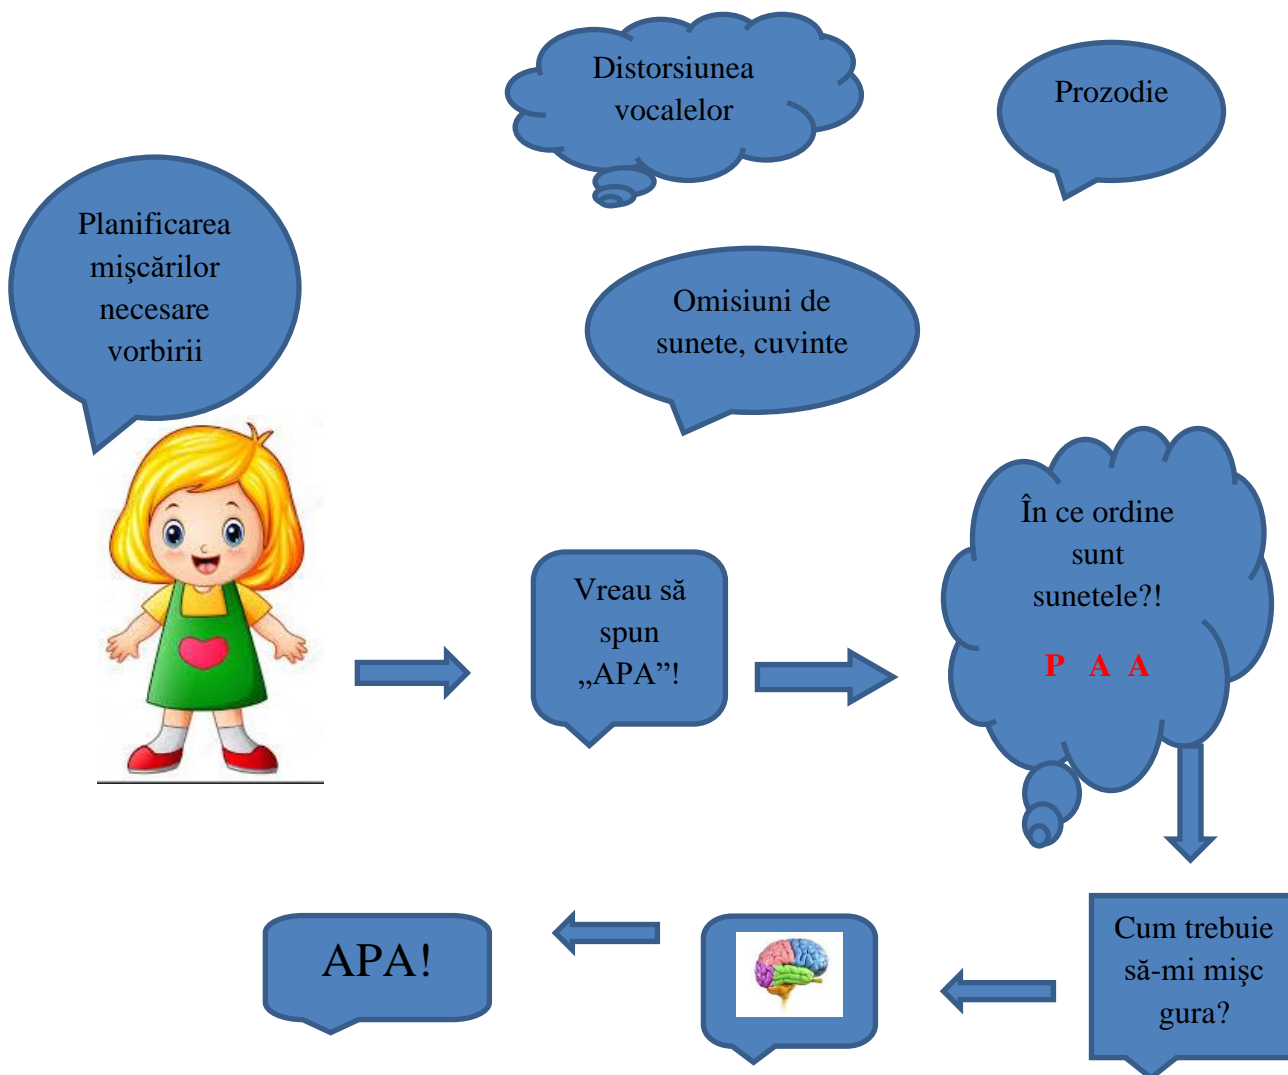 Distorsiunea
vocalelor
Prozodie
Planificarea
mişcărilor
necesare
vorbirii
Omisiuni de
sunete, cuvinte
Vreau să
spun
„APA”!
În ce ordine
sunt
sunetele?!
P A A
Cum trebuie
să-mi mişc
gura?
APA!